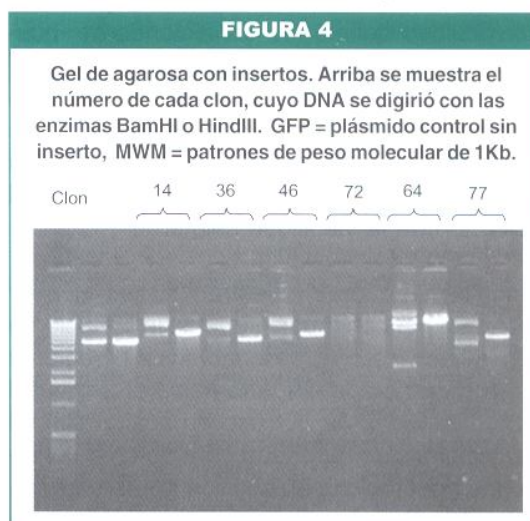 FIGURA 4
Gel de agarosa con insertos. Arriba se muestra el
número de cada clon, cuyo DNA se digirió con las
enzimas BamHI o HindIII. GFP = plásmido control sin
inserto, MWM = patrones de peso molecular de 1Kb.
Clon 14 36 46 72 64 77